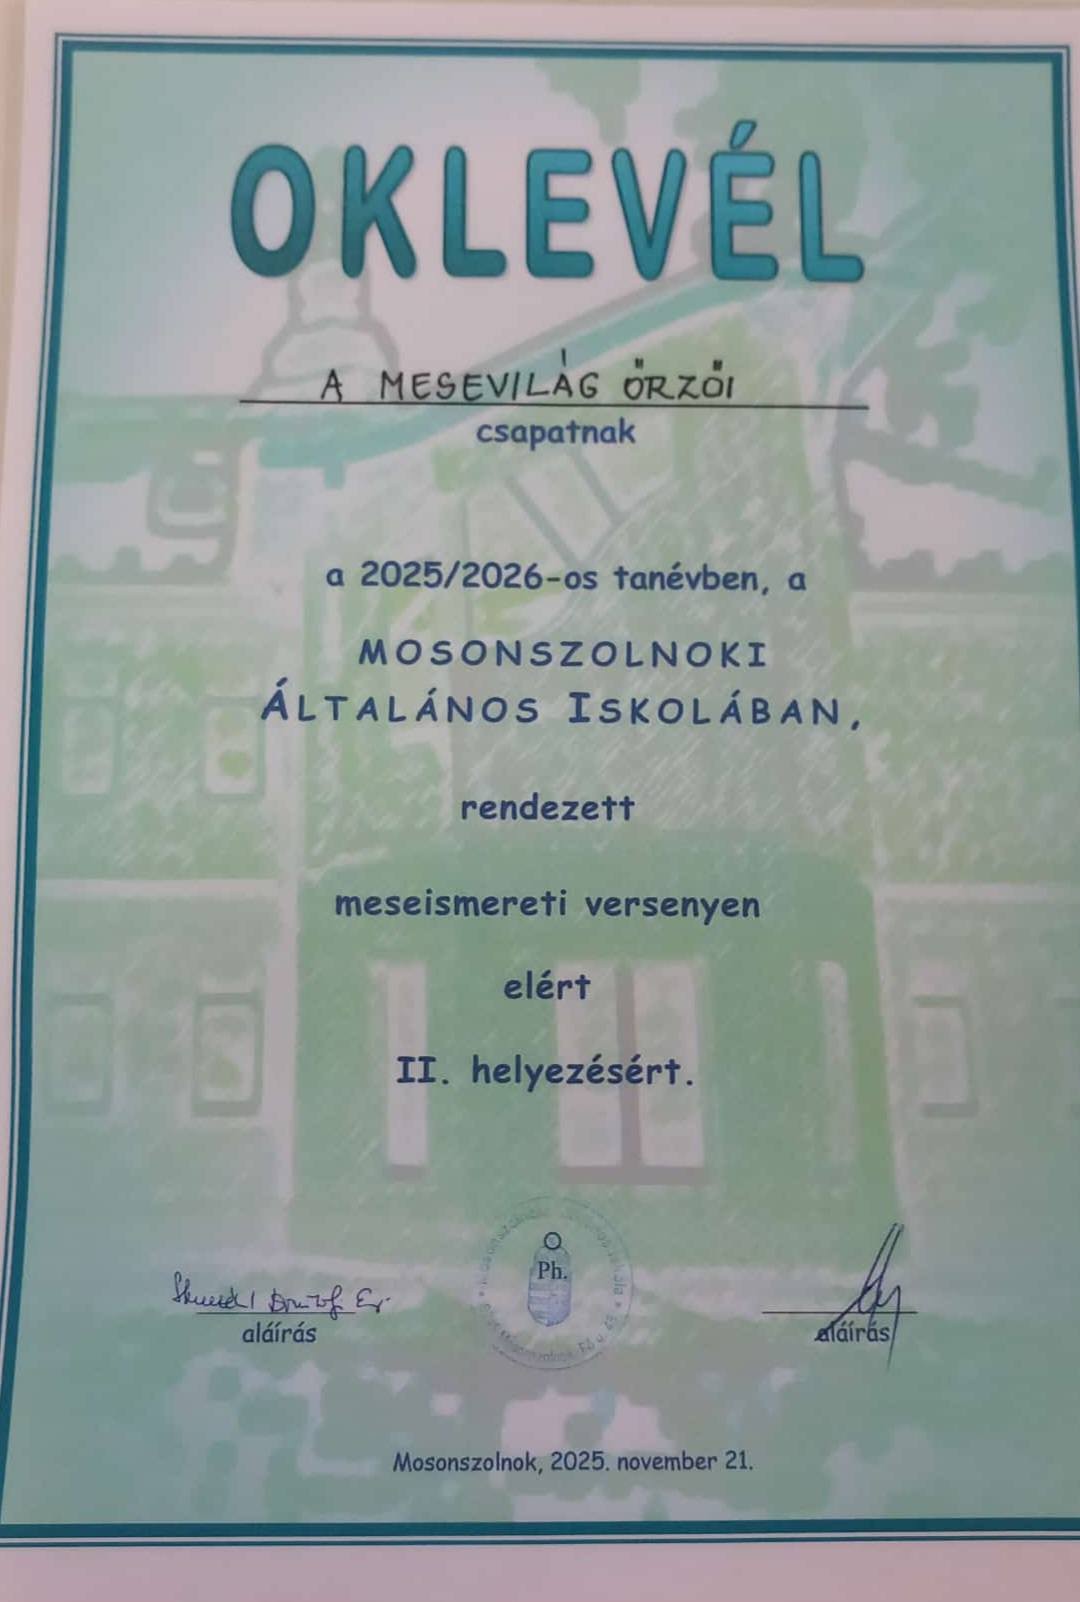 OKLEVÉL
A MESEVILÁG ŐRZŐI
csapatnak
a 2025/2026-os tanévben, a
MOSONSZOLNOKI
ÁLTALÁNOS ISKOLÁBAN,
rendezett
meseismereti versenyen
elért
II. helyezésért.
Ph.
aláírás
aláírás
Mosonszolnok, 2025. november 21.